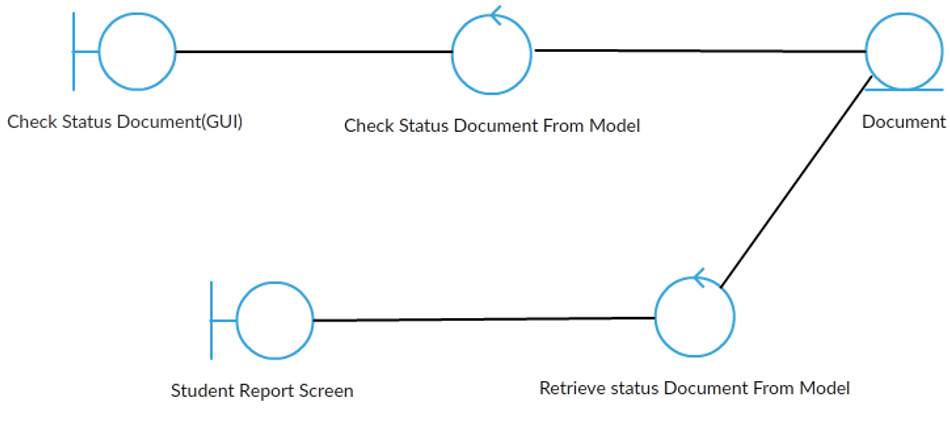 Check Status Document(GUI)
Check Status Document From Model
Document
Student Report Screen
Retrieve status Document From Model